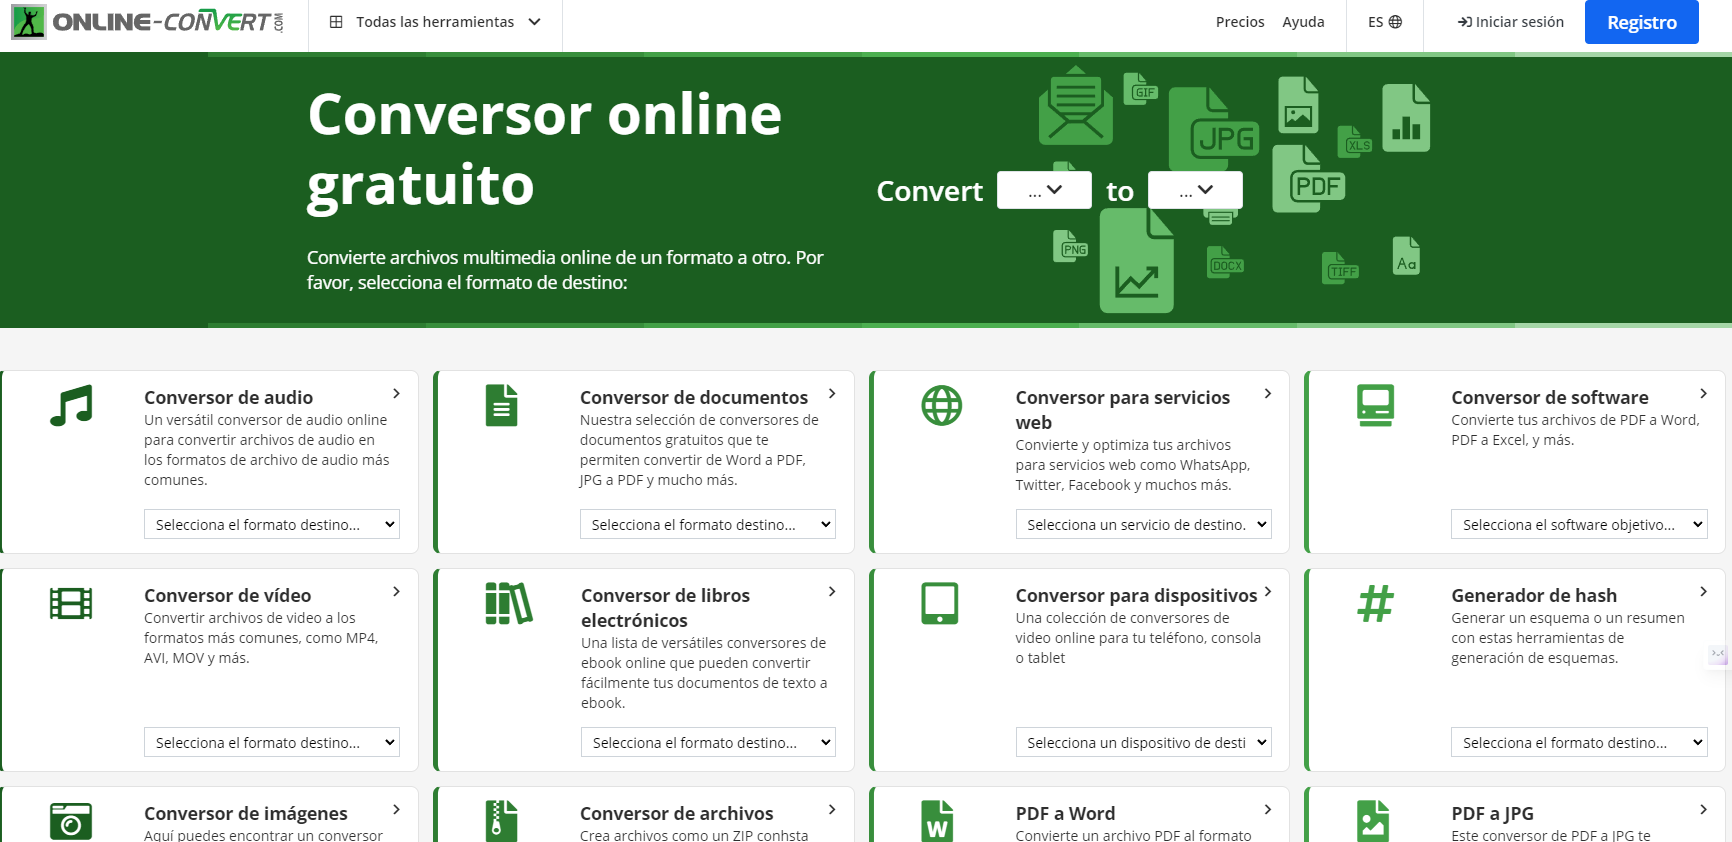 ONLINE-CONVERT.COM
Todas las herramientas
Precios
Ayuda
ES
Iniciar sesión
Registro
Conversor online
gratuito
Convierte archivos multimedia online de un formato a otro. Por
favor, selecciona el formato de destino:
Convert ... to ...
GIF
JPG
XLS
PDF
PNG
DOCX
TIFF
Aa
Conversor de audio
Un versátil conversor de audio online
para convertir archivos de audio en
los formatos de archivo de audio más
comunes.
Selecciona el formato destino...
Conversor de documentos
Nuestra selección de conversores de
documentos gratuitos que te
permiten convertir de Word a PDF,
JPG a PDF y mucho más.
Selecciona el formato destino...
Conversor para servicios
web
Convierte y optimiza tus archivos
para servicios web como WhatsApp,
Twitter, Facebook y muchos más.
Selecciona un servicio de destino.
Conversor de software
Convierte tus archivos de PDF a Word,
PDF a Excel, y más.
Selecciona el software objetivo...
Conversor de vídeo
Convertir archivos de video a los
formatos más comunes, como MP4,
AVI, MOV y más.
Selecciona el formato destino...
Conversor de libros
electrónicos
Una lista de versátiles conversores de
ebook online que pueden convertir
fácilmente tus documentos de texto a
ebook.
Selecciona el formato destino...
Conversor para dispositivos
Una colección de conversores de
video online para tu teléfono, consola
o tablet
Selecciona un dispositivo de desti
Generador de hash
Generar un esquema o un resumen
con estas herramientas de
generación de esquemas.
Selecciona el formato destino...
Conversor de imágenes
Aquí puedes encontrar un conversor
Conversor de archivos
Crea archivos como un ZIP conhsta
W
PDF a Word
Convierte un archivo PDF al formato
PDF a JPG
Este conversor de PDF a JPG te